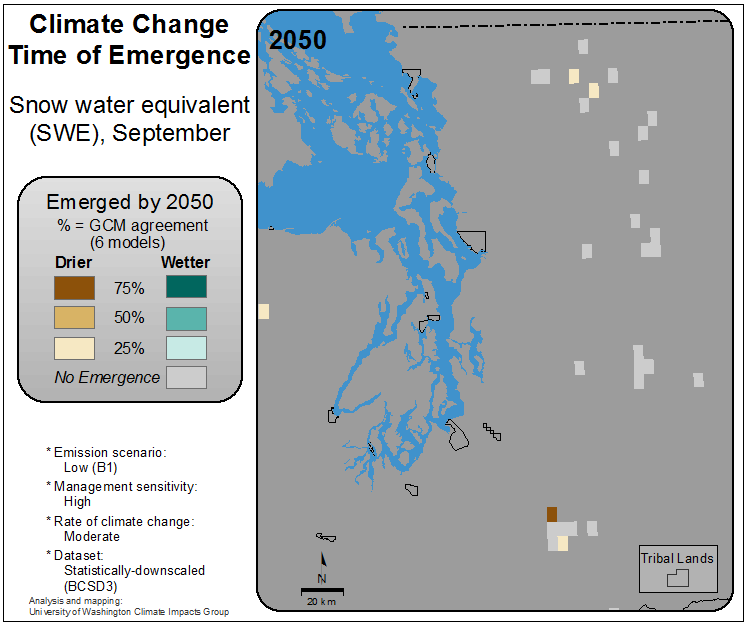 Climate Change
Time of Emergence
Snow water equivalent
(SWE), September
Emerged by 2050
% = GCM agreement
(6 models)
Drier Wetter
75%
50%
25%
No Emergence
* Emission scenario:
Low (B1)
* Management sensitivity:
High
* Rate of climate change:
Moderate
* Dataset:
Statistically-downscaled
(BCSD3)
Analysis and mapping:
University of Washington Climate Impacts Group
2050
N
20 km
Tribal Lands